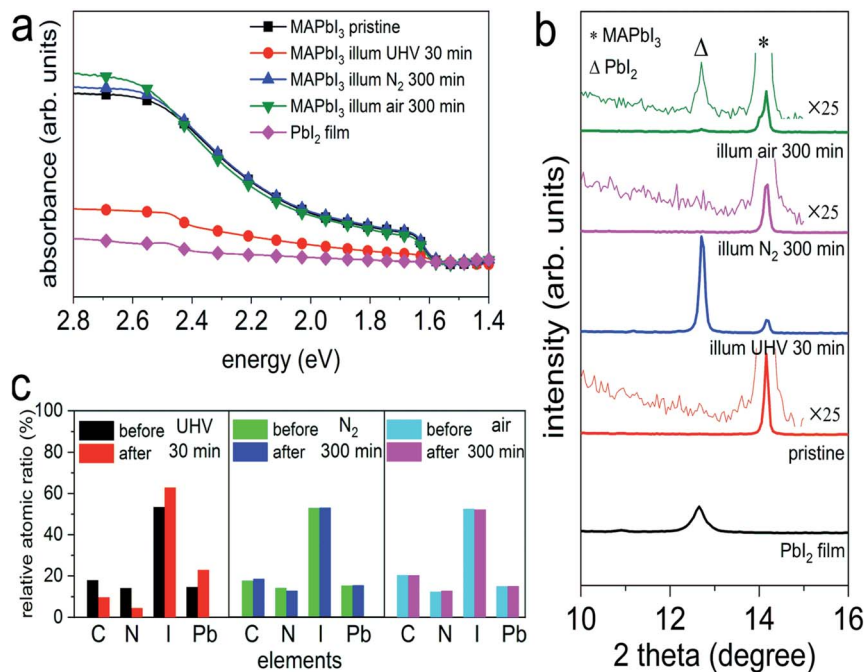 a
absorbance (arb. units)
MAPbI₃ pristine
MAPbI₃ illum UHV 30 min
MAPbI₃ illum N₂ 300 min
MAPbI₃ illum air 300 min
PbI₂ film
2.8 2.6 2.4 2.2 2.0 1.8 1.6 1.4
energy (eV)
b
intensity (arb. units)
* MAPbI₃
Δ PbI₂
Δ
*
×25
illum air 300 min
×25
illum N₂ 300 min
illum UHV 30 min
×25
pristine
PbI₂ film
10 12 14 16
2 theta (degree)
c
relative atomic ratio (%)
100
80
60
40
20
0
before UHV
after 30 min
before N₂
after 300 min
before air
after 300 min
C N I Pb C N I Pb C N I Pb
elements